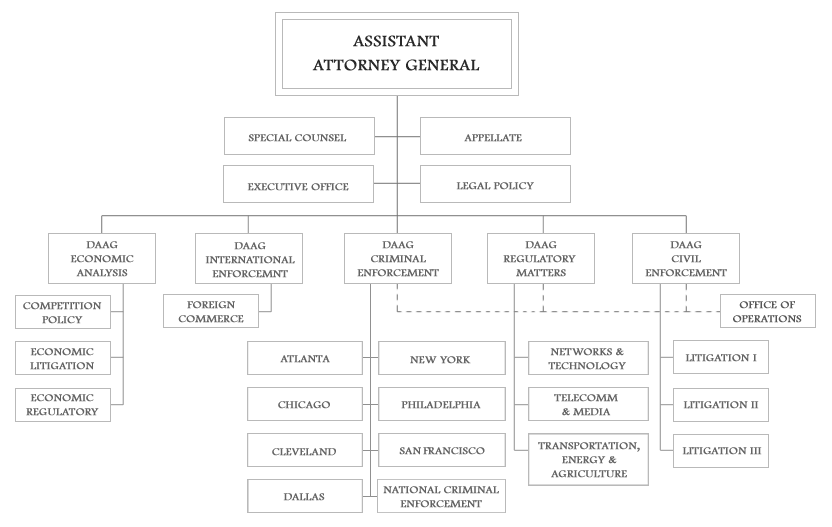 ASSISTANT
ATTORNEY GENERAL
SPECIAL COUNSEL
APPELLATE
EXECUTIVE OFFICE
LEGAL POLICY
DAAG
ECONOMIC
ANALYSIS
DAAG
INTERNATIONAL
ENFORCEMNT
DAAG
CRIMINAL
ENFORCEMENT
DAAG
REGULATORY
MATTERS
DAAG
CIVIL
ENFORCEMENT
COMPETITION
POLICY
FOREIGN
COMMERCE
OFFICE OF
OPERATIONS
ECONOMIC
LITIGATION
ECONOMIC
REGULATORY
ATLANTA
NEW YORK
CHICAGO
PHILADELPHIA
CLEVELAND
SAN FRANCISCO
DALLAS
NATIONAL CRIMINAL
ENFORCEMENT
NETWORKS &
TECHNOLOGY
TELECOMM
& MEDIA
TRANSPORTATION,
ENERGY &
AGRICULTURE
LITIGATION I
LITIGATION II
LITIGATION III